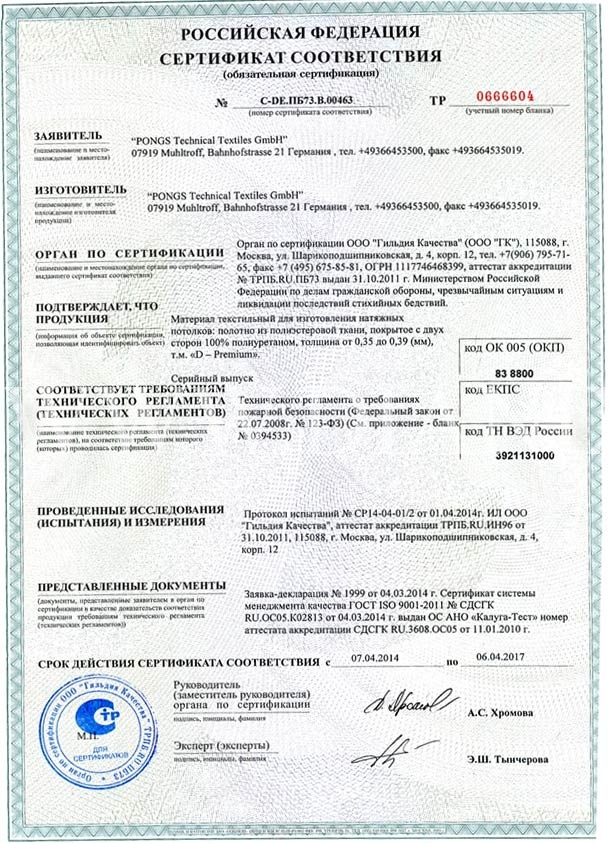 РОССИЙСКАЯ ФЕДЕРАЦИЯ
СЕРТИФИКАТ СООТВЕТСТВИЯ
(обязательная сертификация)
№ C-DE.ПБ73.В.00463 ТР 0666604
(номер сертификата соответствия) (учетный номер бланка)
ЗАЯВИТЕЛЬ
(наименование и место-
нахождение заявителя)
"PONGS Technical Textiles GmbH"
07919 Muhltroff, Bahnhofstrasse 21 Германия , тел. +49366453500, факс +493664535019.
ИЗГОТОВИТЕЛЬ
(наименование и место-
нахождение изготовителя
продукции)
"PONGS Technical Textiles GmbH"
07919 Muhltroff, Bahnhofstrasse 21 Германия , тел. +49366453500, факс +493664535019.
ОРГАН ПО СЕРТИФИКАЦИИ
(наименование и местонахождение органа по сертификации,
выдавшего сертификат соответствия)
Орган по сертификации ООО "Гильдия Качества" (ООО "ГК"), 115088, г.
Москва, ул. Шарикоподшипниковская, д. 4, корп. 12, тел.+7(906) 795-71-
65, факс +7 (495) 675-85-81, ОГРН 1117746468399, аттестат аккредитации
№ ТРПБ.RU.ПБ73 выдан 31.10.2011 г. Министерством Российской
Федерации по делам гражданской обороны, чрезвычайным ситуациям и
ликвидации последствий стихийных бедствий.
ПОДТВЕРЖДАЕТ, ЧТО
ПРОДУКЦИЯ
(информация об объекте сертификации,
позволяющая идентифицировать объект)
Материал текстильный для изготовления натяжных
потолков: полотно из полиэстеровой ткани, покрытое с двух
сторон 100% полиуретаном, толщина от 0,35 до 0,39 (мм),
т.м. «D – Premium».
Серийный выпуск
код ОК 005 (ОКП)
83 8800
код ЕКПС
код ТН ВЭД России
3921131000
СООТВЕТСТВУЕТ ТРЕБОВАНИЯМ
ТЕХНИЧЕСКОГО РЕГЛАМЕНТА
(ТЕХНИЧЕСКИХ РЕГЛАМЕНТОВ)
(наименование технического регламента (технических
регламентов), на соответствие требованиям которого
(которых) проводилась сертификация)
Технического регламента о требованиях
пожарной безопасности (Федеральный закон от
22.07.2008г. № 123-ФЗ) (См. приложение - бланк
№ 0394533)
ПРОВЕДЕННЫЕ ИССЛЕДОВАНИЯ
(ИСПЫТАНИЯ) И ИЗМЕРЕНИЯ
Протокол испытаний № СР14-04-01/2 от 01.04.2014г. ИЛ ООО
"Гильдия Качества", аттестат аккредитации ТРПБ.RU.ИН96 от
31.10.2011, 115088, г. Москва, ул. Шарикоподшипниковская, д. 4,
корп. 12
ПРЕДСТАВЛЕННЫЕ ДОКУМЕНТЫ
(документы, представленные заявителем в орган по
сертификации в качестве доказательств соответствия
продукции требованиям технического регламента
(технических регламентов))
Заявка-декларация № 1999 от 04.03.2014 г. Сертификат системы
менеджмента качества ГОСТ ISO 9001-2011 № СДСГК
RU.OC05.K02813 от 04.03.2014 г. выдан ОС АНО «Калуга-Тест» номер
аттестата аккредитации СДСГК RU.3608.ОС05 от 11.01.2010 г.
СРОК ДЕЙСТВИЯ СЕРТИФИКАТА СООТВЕТСТВИЯ с 07.04.2014 по 06.04.2017
Руководитель
(заместитель руководителя)
органа по сертификации
подпись, инициалы, фамилия
А.С. Хромова
Эксперт (эксперты)
подпись, инициалы, фамилия
Э.Ш. Тынчерова
Орган по сертификации ООО "Гильдия Качества" ТРПБ.RU.ПБ73
М.П.
ДЛЯ
СЕРТИФИКАТОВ